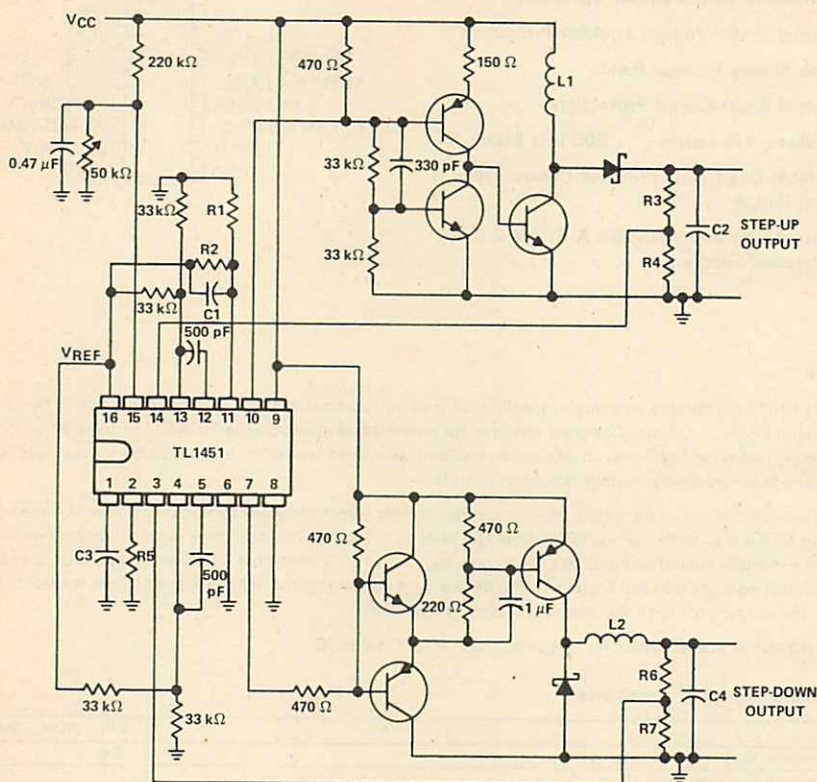 VCC
220 kΩ
470 Ω
150 Ω
L1
0.47 μF
50 kΩ
33 kΩ
R1
33 kΩ
330 pF
R3
C2
STEP-UP
OUTPUT
R2
33 kΩ
R4
33 kΩ
C1
500 pF
VREF
16 15 14 13 12 11 10 9
TL1451
1 2 3 4 5 6 7 8
C3
R5
500
pF
470 Ω
470 Ω
220 Ω
1 μF
L2
R6
C4
STEP-DOWN
OUTPUT
R7
33 kΩ
33 kΩ
470 Ω